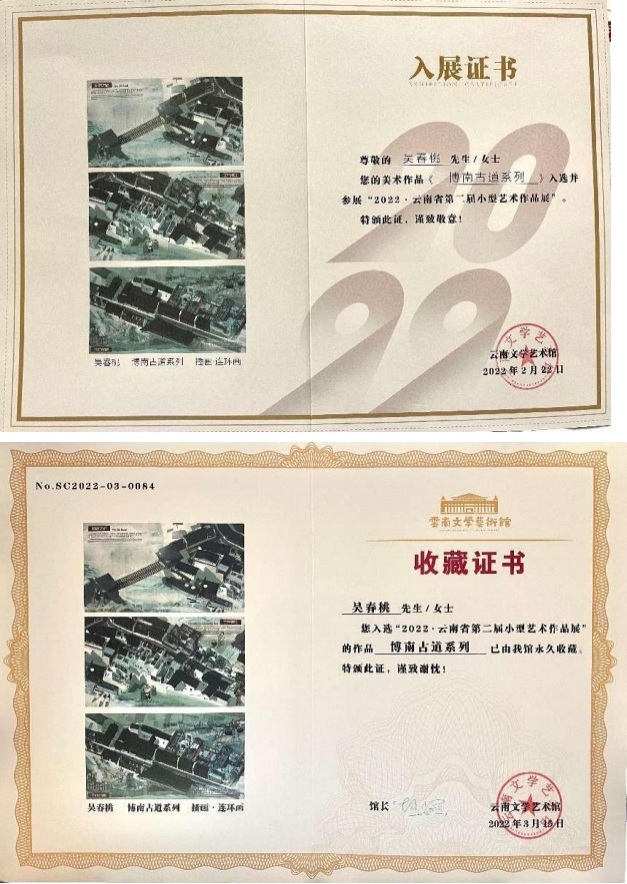 入展证书
EXHIBITION CERTIFICATE
尊敬的 吴春桃 先生/女士
您的美术作品《 博南古道系列 》入选并
参展“2022·云南省第二届小型艺术作品展”。
特颁此证，谨致敬意！
2022
云南文学艺术馆
2022年2月22日
吴春桃 博南古道系列 插画·连环画
No.SC2022-03-0084
雲南文學藝術館
收藏证书
吴春桃 先生/女士
您入选“2022·云南省第二届小型艺术作品展”
的作品 博南古道系列 已由我馆永久收藏。
特颁此证，谨致谢忱！
馆长
云南文学艺术馆
2022年3月15日
吴春桃 博南古道系列 插画·连环画